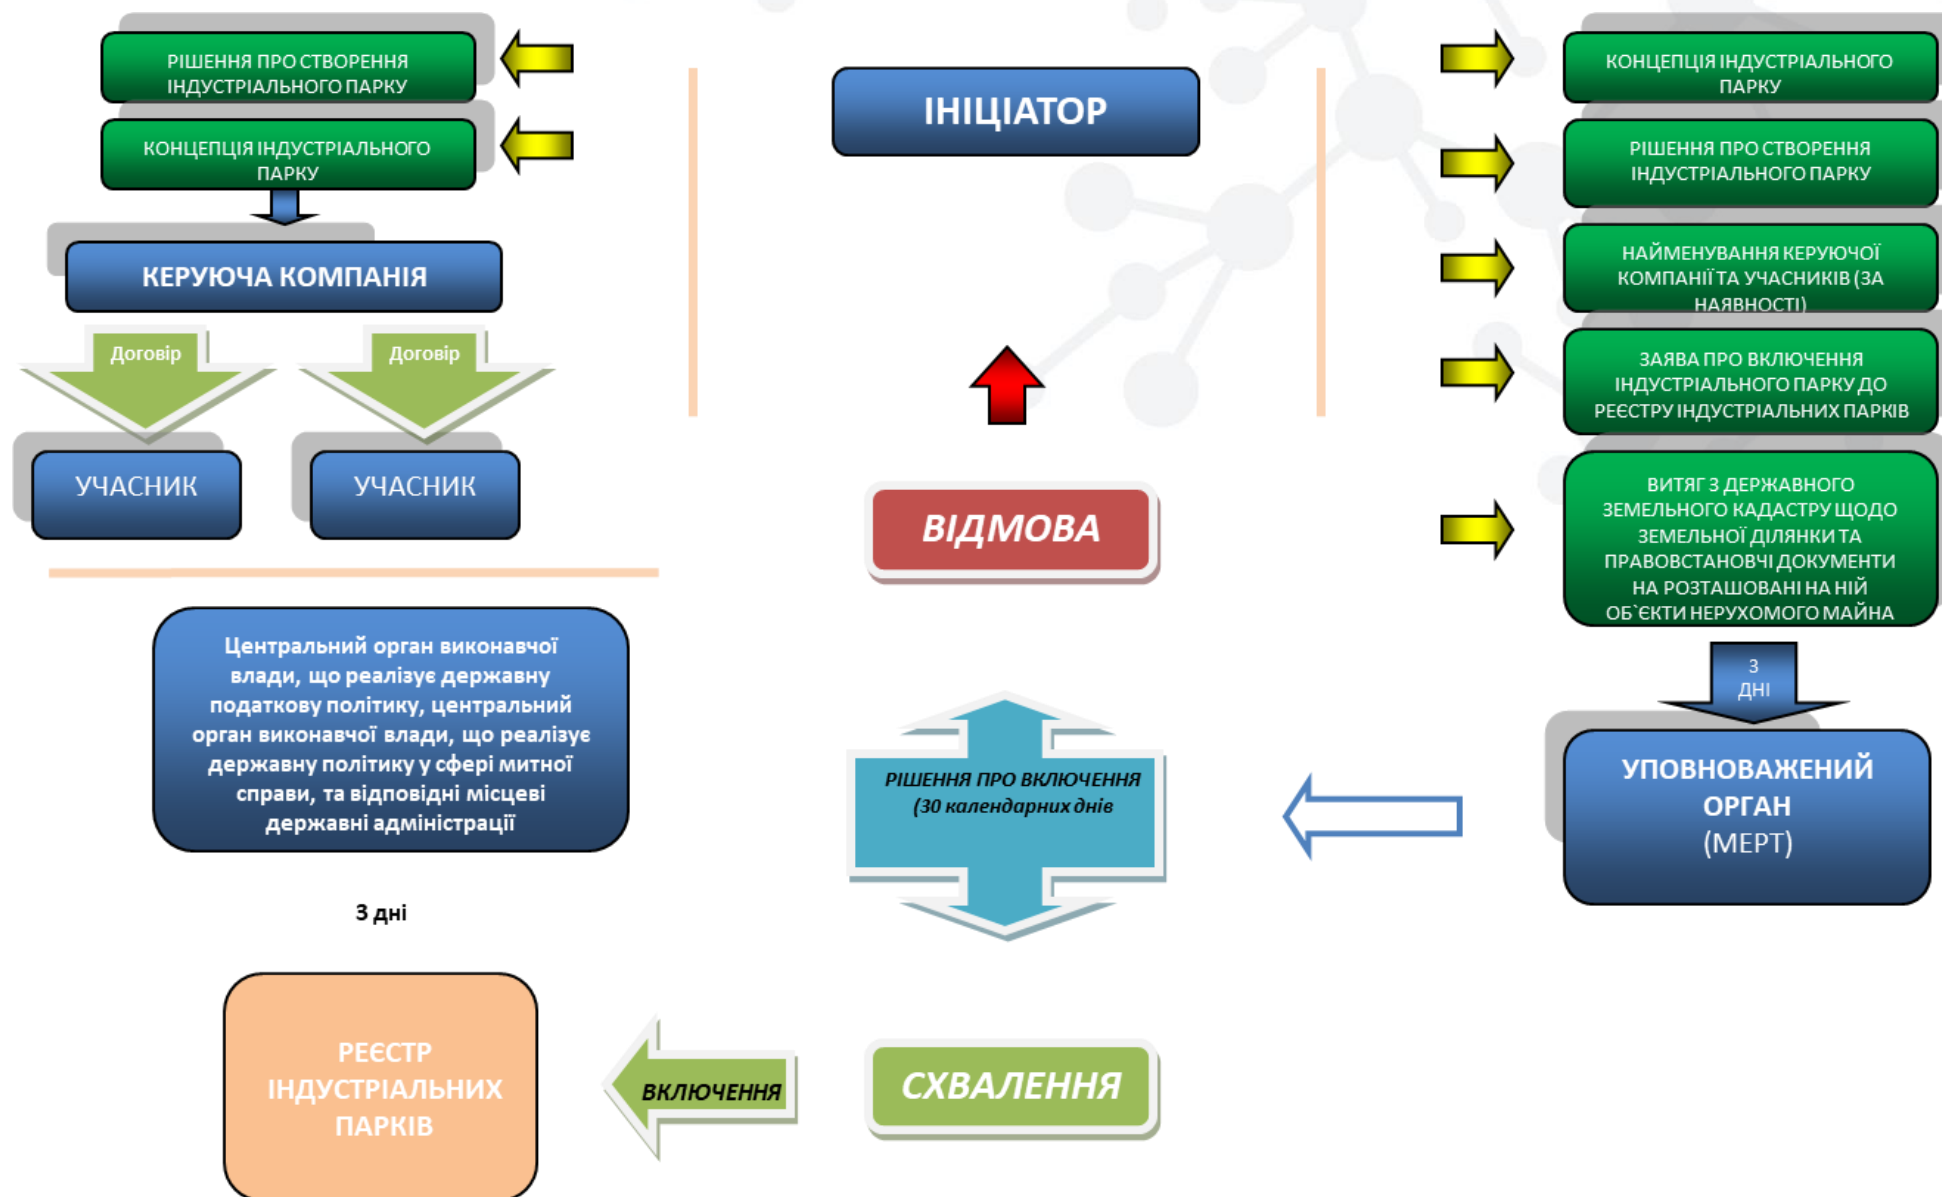 РІШЕННЯ ПРО СТВОРЕННЯ
ІНДУСТРІАЛЬНОГО ПАРКУ
КОНЦЕПЦІЯ ІНДУСТРІАЛЬНОГО
ПАРКУ
КЕРУЮЧА КОМПАНІЯ
Договір
Договір
УЧАСНИК
УЧАСНИК
ІНІЦІАТОР
КОНЦЕПЦІЯ ІНДУСТРІАЛЬНОГО
ПАРКУ
РІШЕННЯ ПРО СТВОРЕННЯ
ІНДУСТРІАЛЬНОГО ПАРКУ
НАЙМЕНУВАННЯ КЕРУЮЧОЇ
КОМПАНІЇ ТА УЧАСНИКІВ (ЗА
НАЯВНОСТІ)
ЗАЯВА ПРО ВКЛЮЧЕННЯ
ІНДУСТРІАЛЬНОГО ПАРКУ ДО
РЕЄСТРУ ІНДУСТРІАЛЬНИХ ПАРКІВ
ВИТЯГ З ДЕРЖАВНОГО
ЗЕМЕЛЬНОГО КАДАСТРУ ЩОДО
ЗЕМЕЛЬНОЇ ДІЛЯНКИ ТА
ПРАВОВСТАНОВЧІ ДОКУМЕНТИ
НА РОЗТАШОВАНІ НА НІЙ
ОБ`ЄКТИ НЕРУХОМОГО МАЙНА
3
ДНІ
УПОВНОВАЖЕНИЙ
ОРГАН
(МЕРТ)
ВІДМОВА
РІШЕННЯ ПРО ВКЛЮЧЕННЯ
(30 календарних днів
СХВАЛЕННЯ
ВКЛЮЧЕННЯ
Центральний орган виконавчої
влади, що реалізує державну
податкову політику, центральний
орган виконавчої влади, що реалізує
державну політику у сфері митної
справи, та відповідні місцеві
державні адміністрації
3 дні
РЕЄСТР
ІНДУСТРІАЛЬНИХ
ПАРКІВ